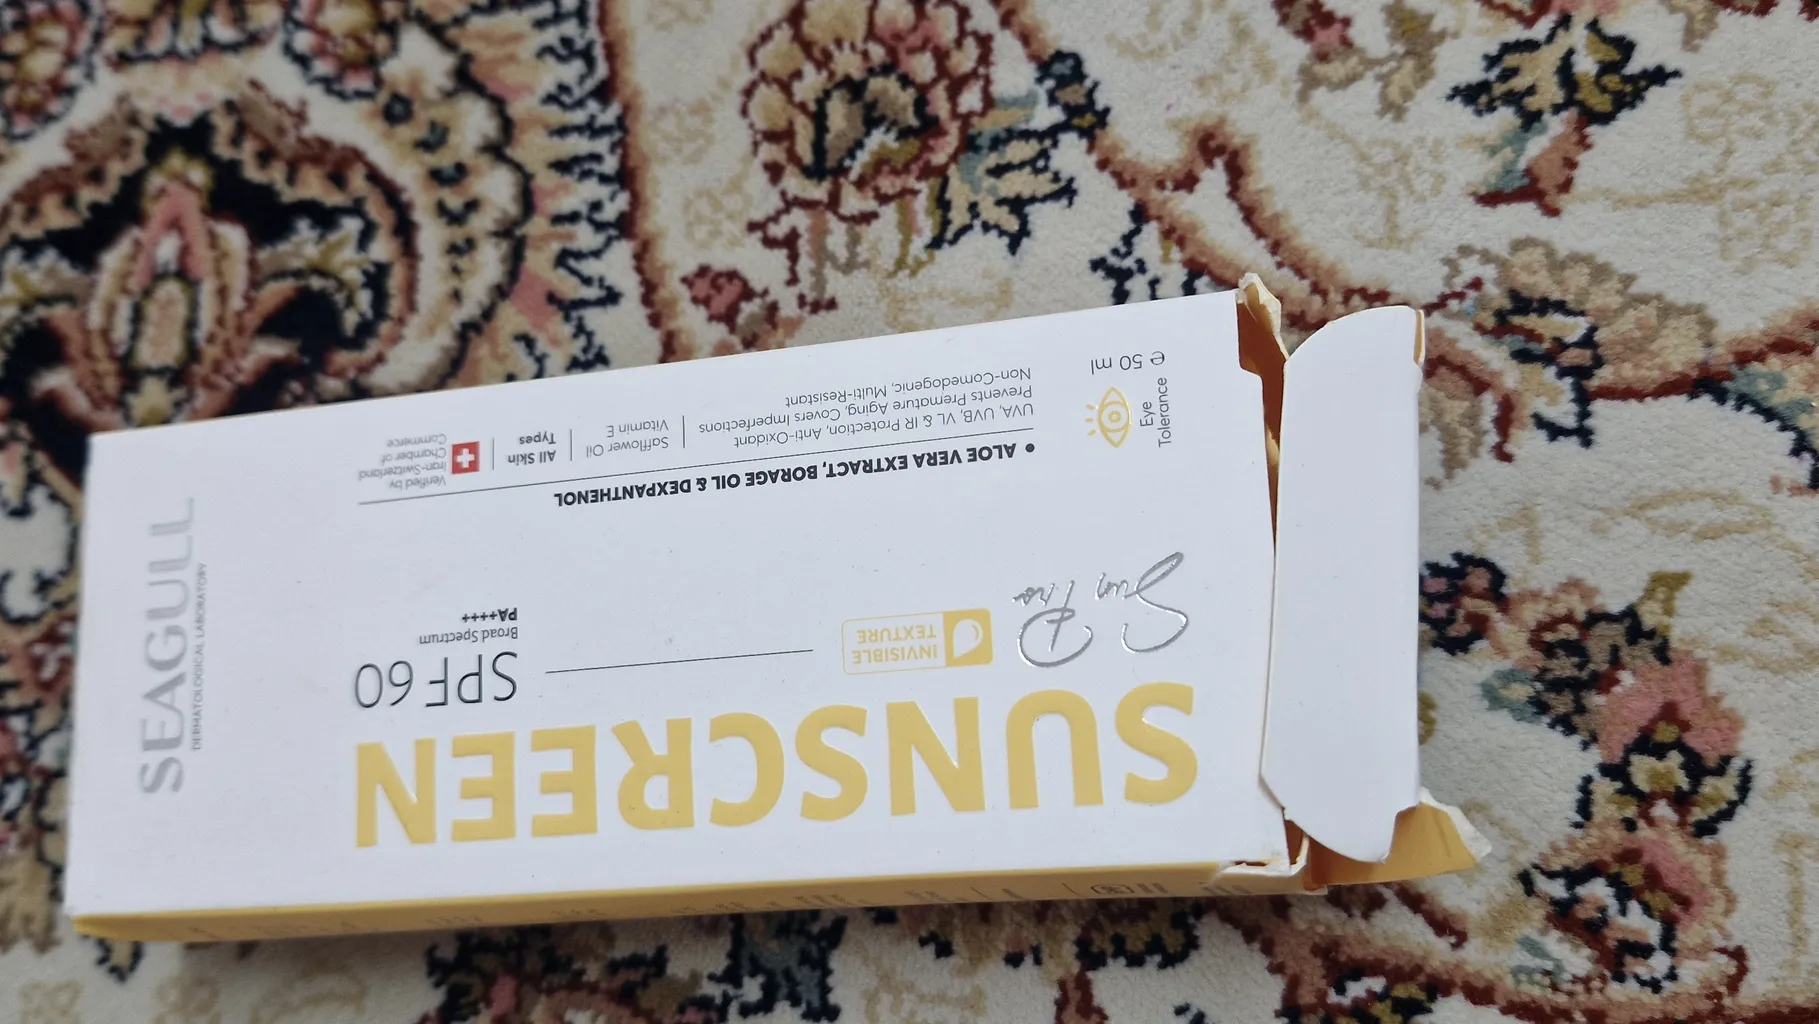 SUNSCREEN
SPF 60
Broad Spectrum
PA++++
INVISIBLE
TEXTURE
Sun Pro
• ALOE VERA EXTRACT, BORAGE OIL & DEXPANTHENOL
UVA, UVB, VL & IR Protection, Anti-Oxidant
Prevents Premature Aging, Covers Imperfections
Non-Comedogenic, Multi-Resistant
Safflower Oil
Vitamin E
All Skin
Types
Verified by
Iran-Switzerland
Chamber of
Commerce
Eye
Tolerance
e 50 ml
SEAGULL
DERMATOLOGICAL LABORATORY